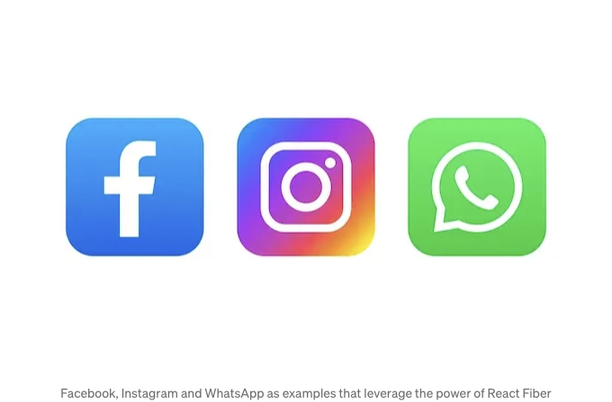 Facebook, Instagram and WhatsApp as examples that leverage the power of React Fiber